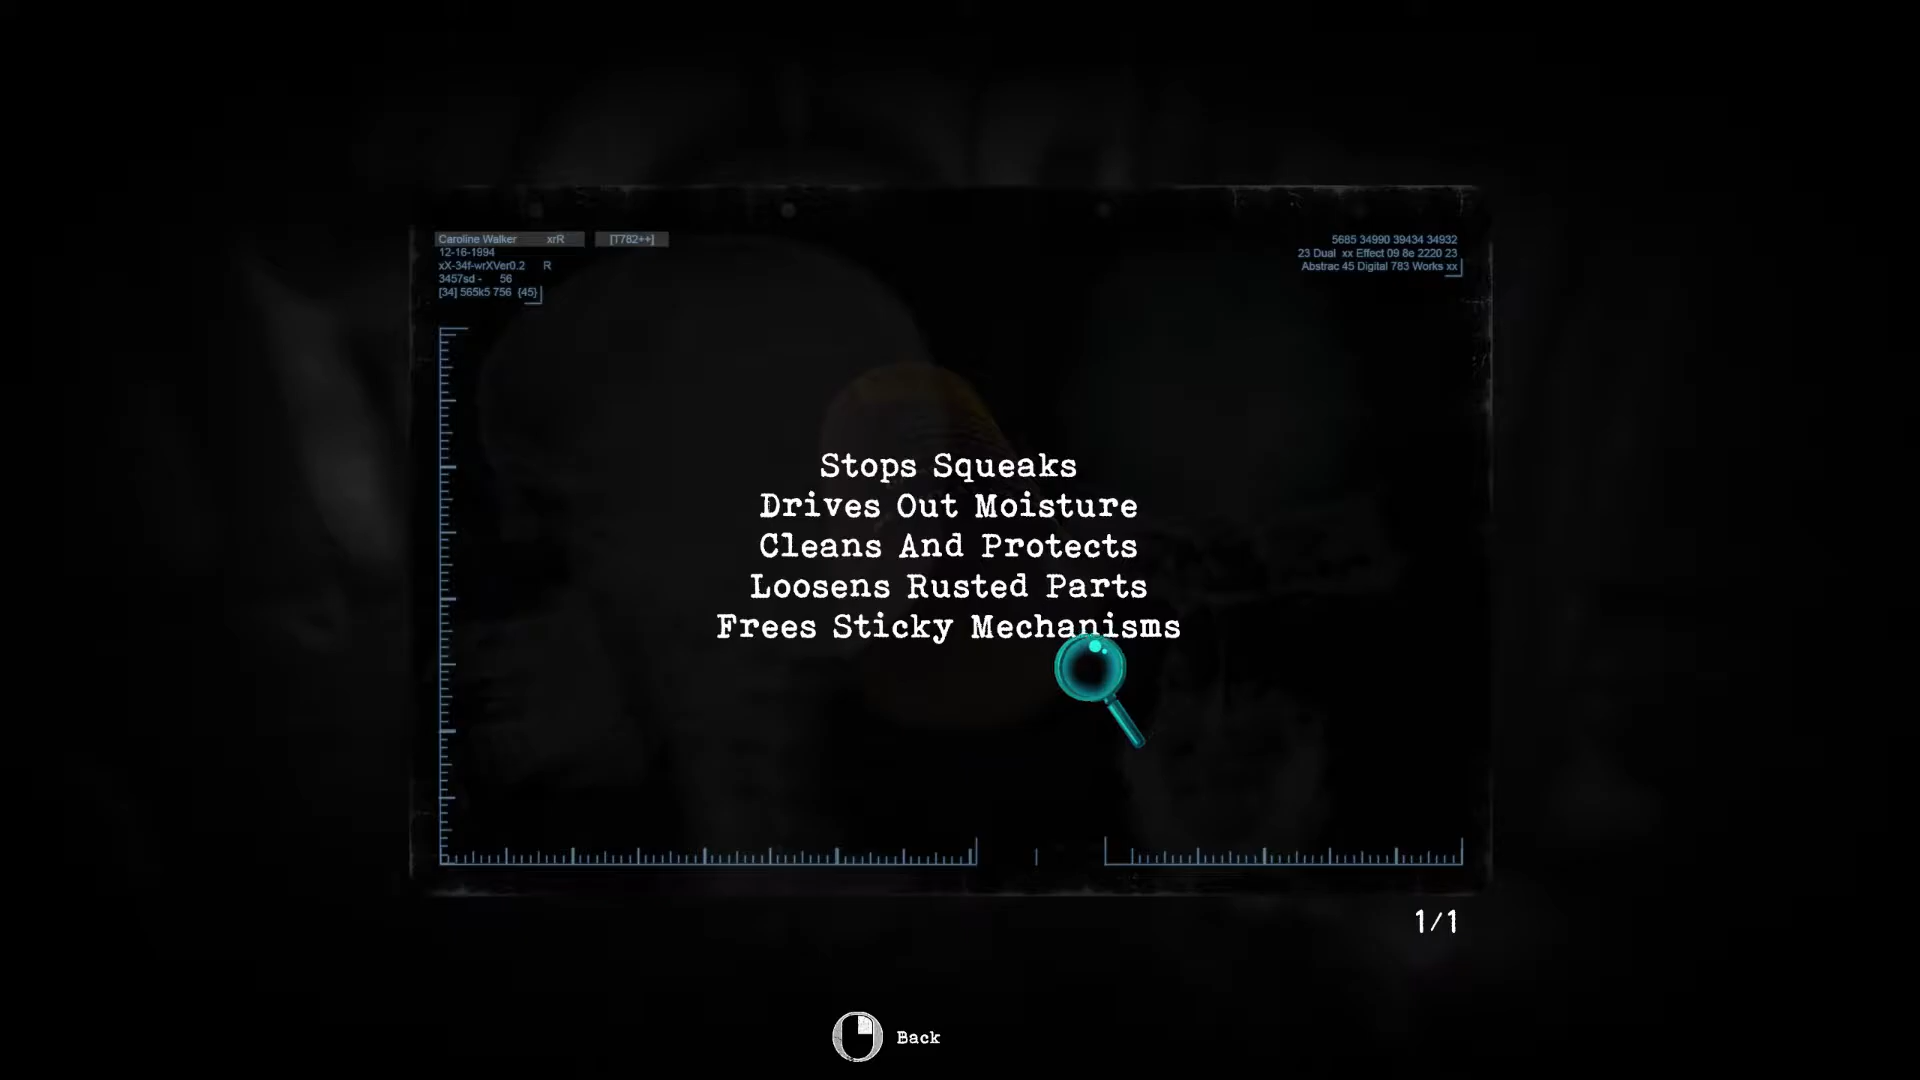 Caroline Walker xrR [T782++]
12-16-1994
xX-34f-wrXVer0.2 R
3457sd - 56
[34] 565k5 756 {45}
5685 34990 39434 34932
23 Dual xx Effect 09 8e 2220 23
Abstrac 45 Digital 783 Works xx
Stops Squeaks
Drives Out Moisture
Cleans And Protects
Loosens Rusted Parts
Frees Sticky Mechanisms
1/1
Back